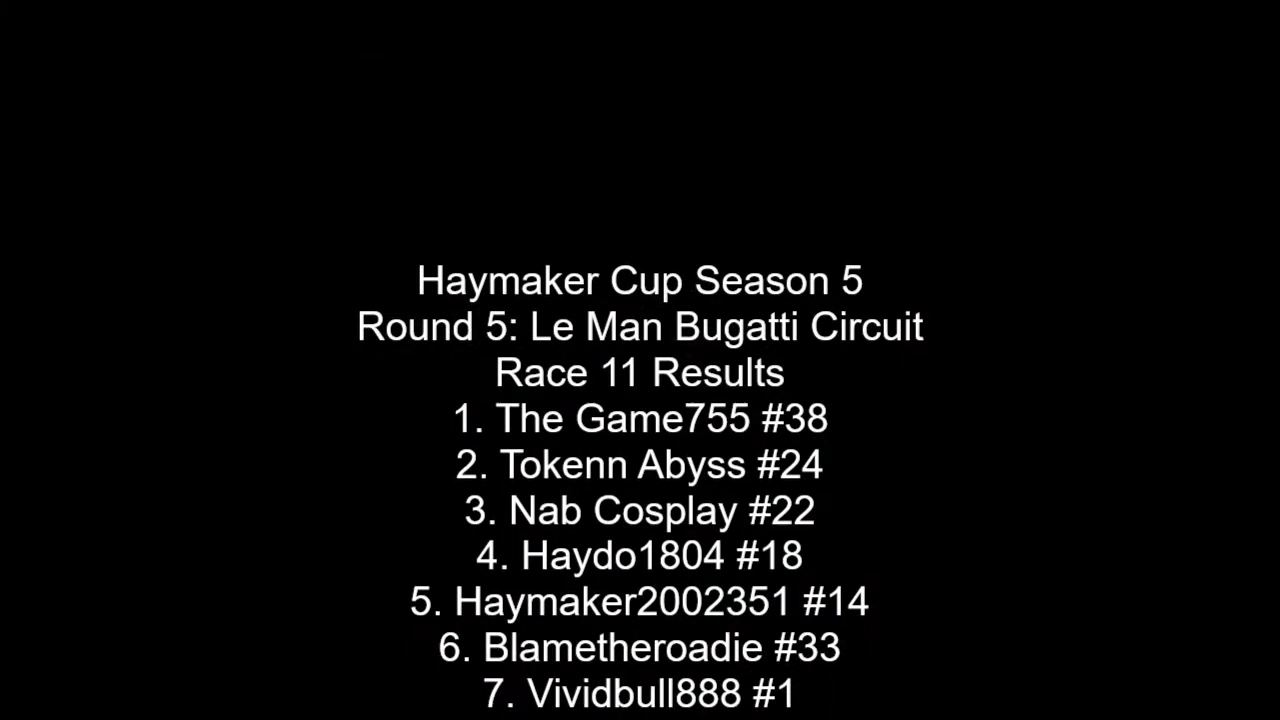 Haymaker Cup Season 5
Round 5: Le Man Bugatti Circuit
Race 11 Results
1. The Game755 #38
2. Tokenn Abyss #24
3. Nab Cosplay #22
4. Haydo1804 #18
5. Haymaker2002351 #14
6. Blametheroadie #33
7. Vividbull888 #1